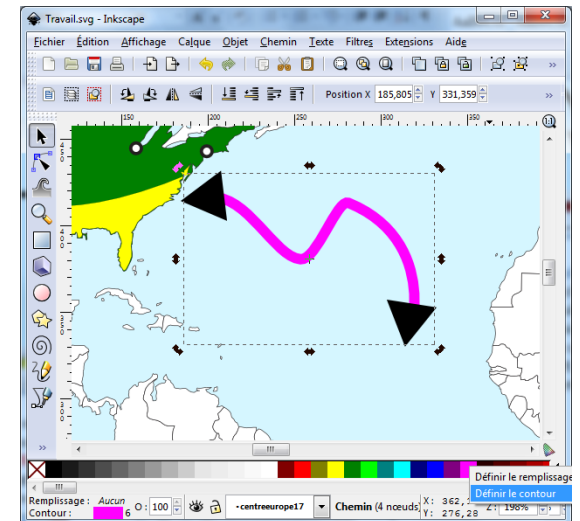 Travail.svg - Inkscape
Fichier Édition Affichage Calque Objet Chemin Texte Filtres Extensions Aide
Position X 185,805 Y 331,359
150 200 250 300 350
Définir le remplissage
Définir le contour
Remplissage : Aucun
Contour : 6 O: 100 •centreeurope17 Chemin (4 nœuds) X: 362, Y: 276,28 Z: 198%